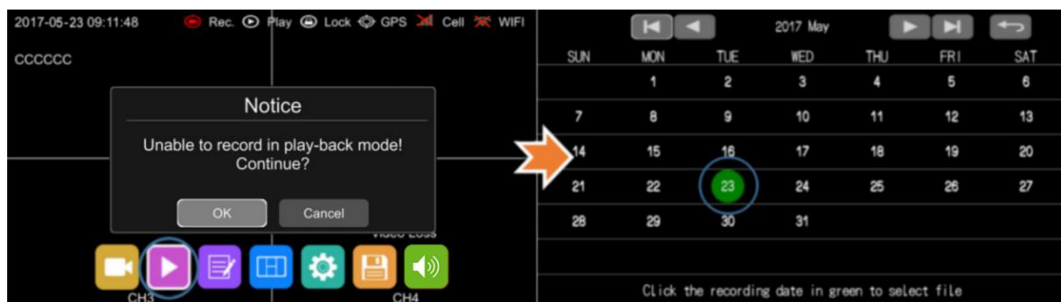 2017-05-23 09:11:48 Rec. Play Lock GPS Cell WIFI
CCCCCC
Notice
Unable to record in play-back mode!
Continue?
OK Cancel
Video Loss
CH3 CH4
2017 May
SUN MON TUE WED THU FRI SAT
1 2 3 4 5 6
7 8 9 10 11 12 13
14 15 16 17 18 19 20
21 22 23 24 25 26 27
28 29 30 31
Click the recording date in green to select file